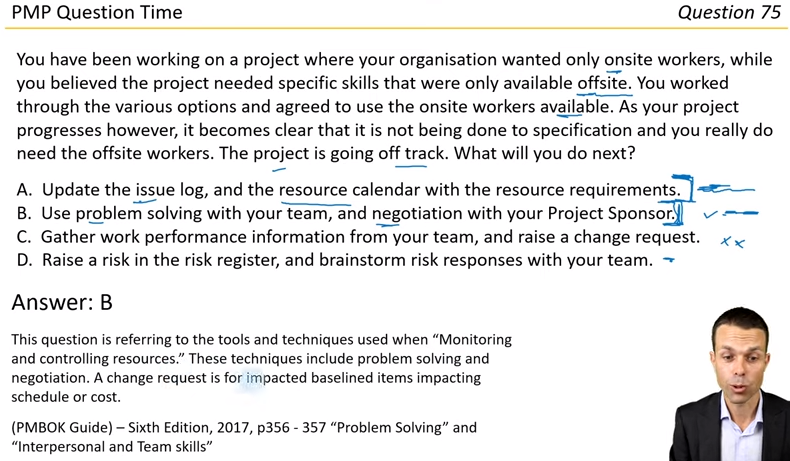 PMP Question Time
Question 75
You have been working on a project where your organisation wanted only onsite workers, while
you believed the project needed specific skills that were only available offsite. You worked
through the various options and agreed to use the onsite workers available. As your project
progresses however, it becomes clear that it is not being done to specification and you really do
need the offsite workers. The project is going off track. What will you do next?
A. Update the issue log, and the resource calendar with the resource requirements.
B. Use problem solving with your team, and negotiation with your Project Sponsor.
C. Gather work performance information from your team, and raise a change request.
D. Raise a risk in the risk register, and brainstorm risk responses with your team.
Answer: B
This question is referring to the tools and techniques used when “Monitoring
and controlling resources.” These techniques include problem solving and
negotiation. A change request is for impacted baselined items impacting
schedule or cost.
(PMBOK Guide) – Sixth Edition, 2017, p356 - 357 “Problem Solving” and
“Interpersonal and Team skills”